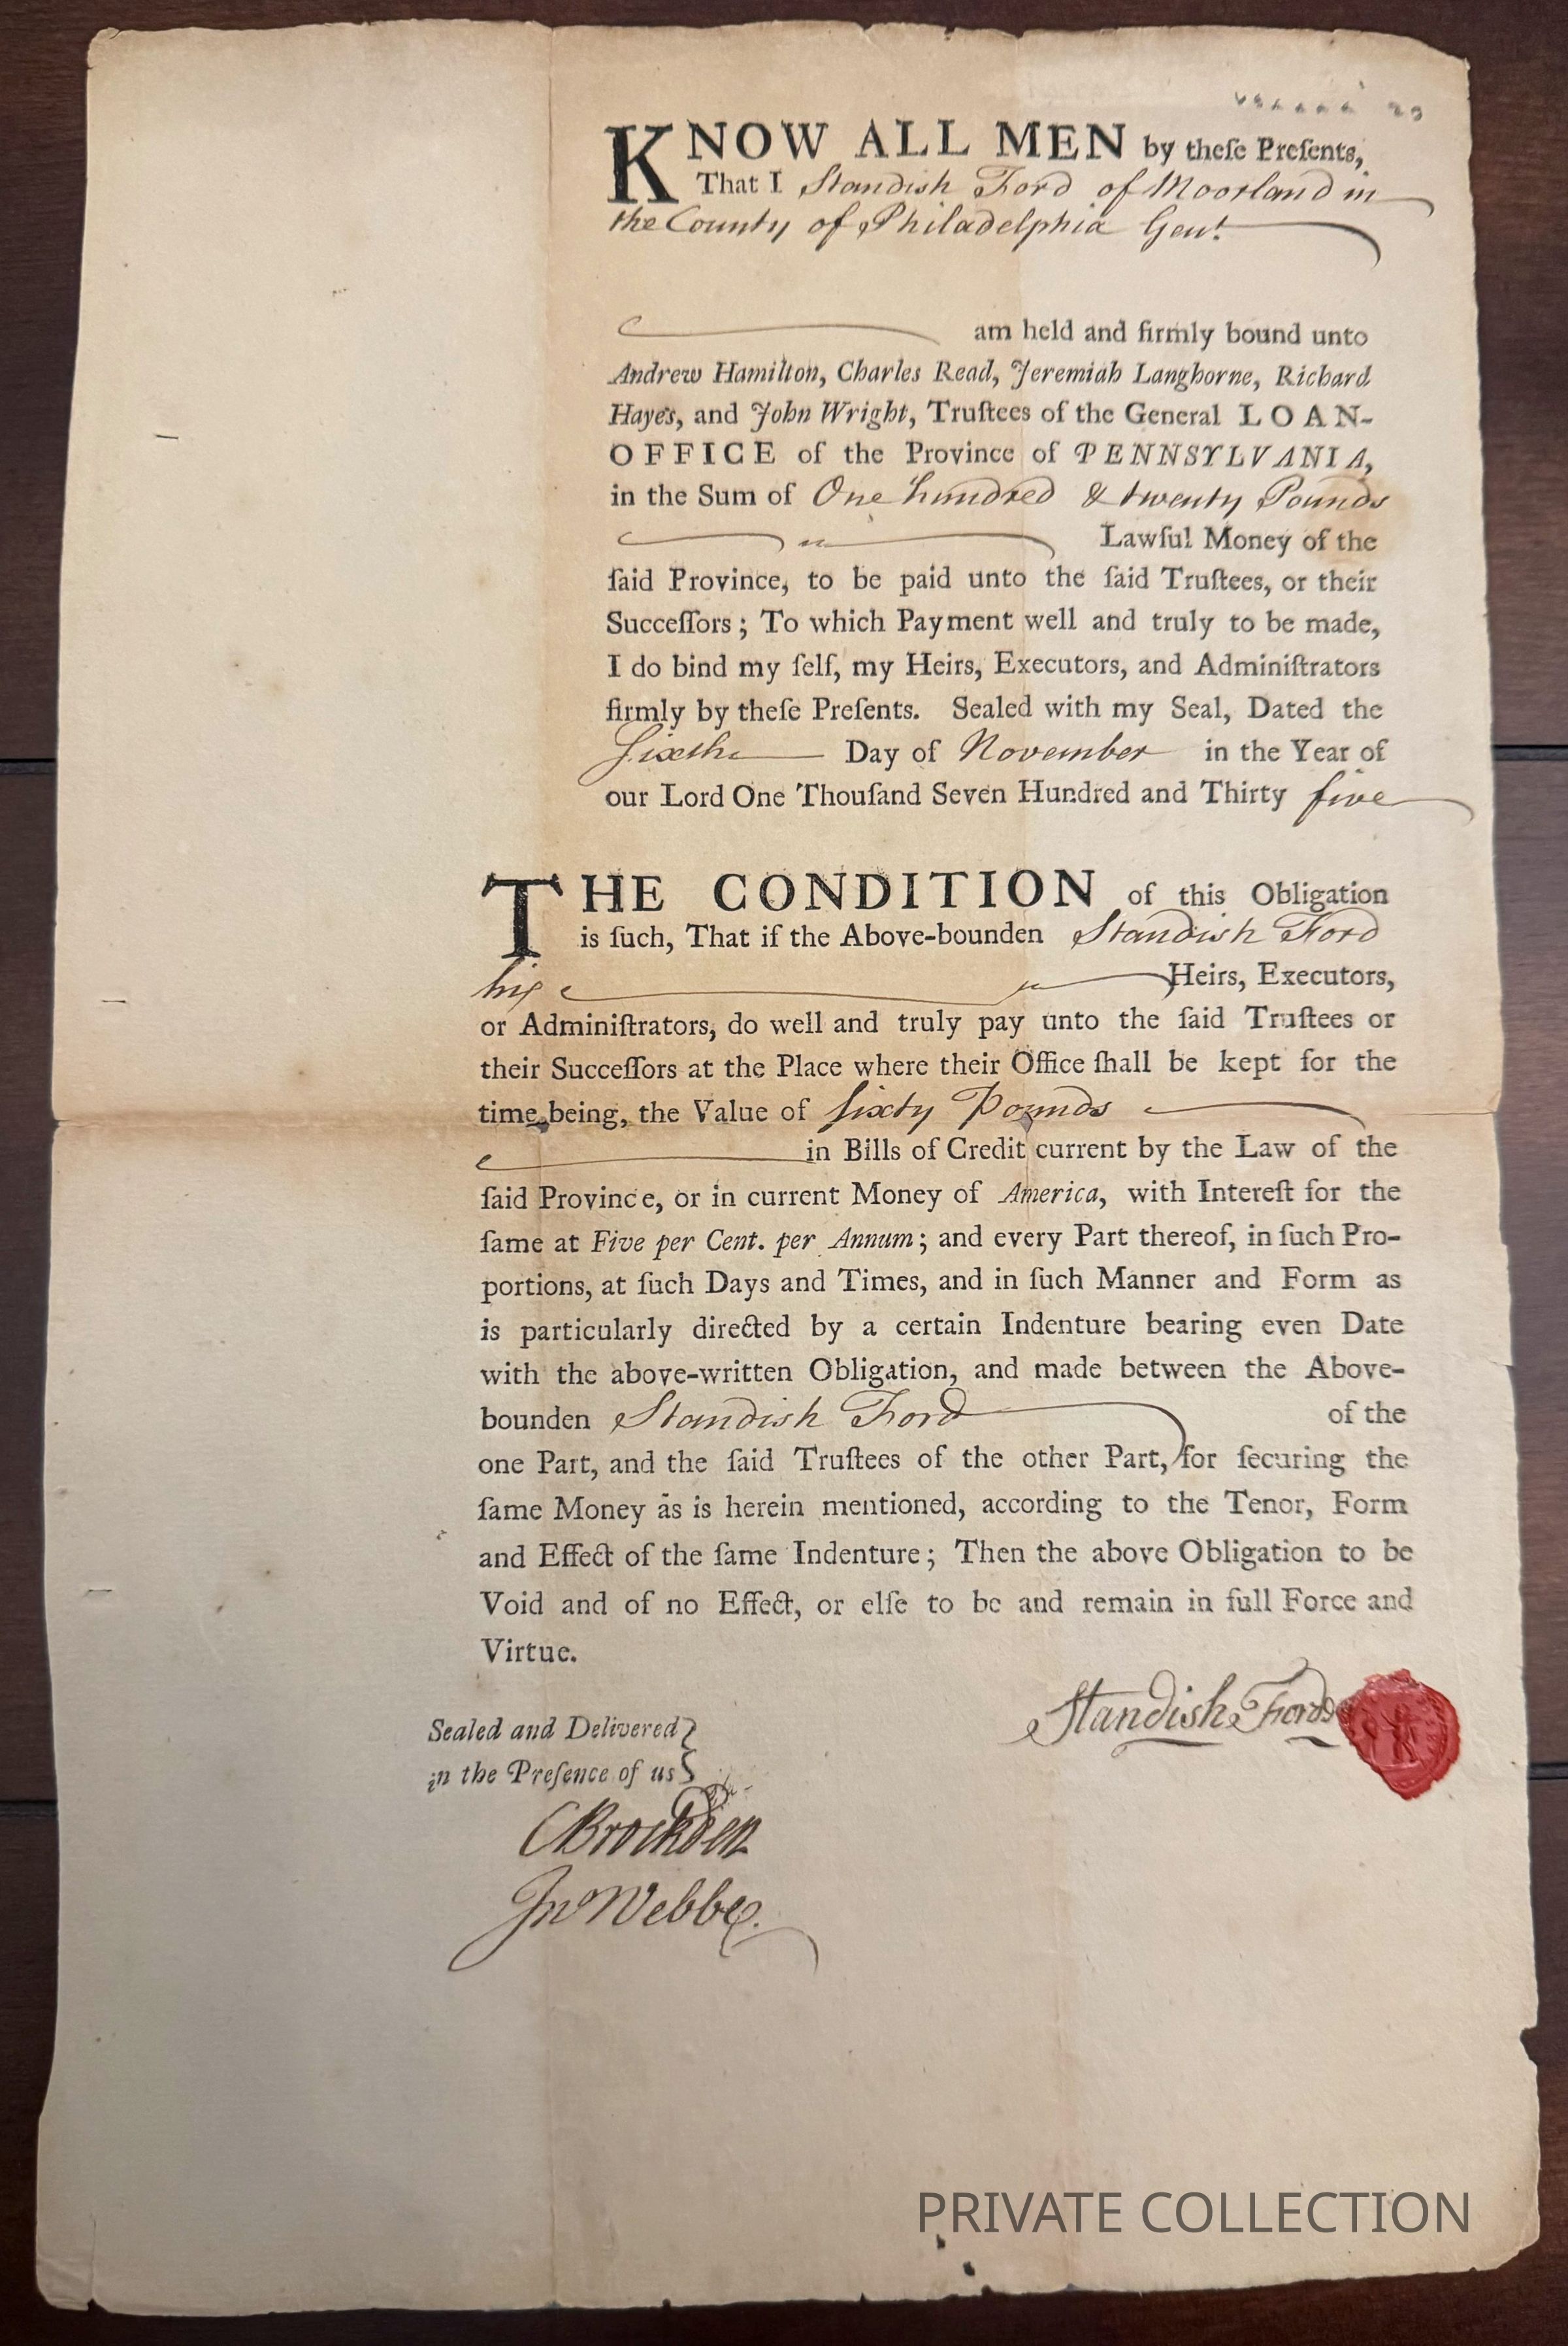 KNOW ALL MEN by theſe Preſents,
That I Standish Ford of Moorland in
the County of Philadelphia Gent.
am held and firmly bound unto
Andrew Hamilton, Charles Read, Jeremiah Langhorne, Richard
Hayes, and John Wright, Truſtees of the General LOAN-
OFFICE of the Province of PENNSYLVANIA,
in the Sum of One hundred & twenty Pounds
Lawful Money of the
ſaid Province, to be paid unto the ſaid Truſtees, or their
Succeſſors; To which Payment well and truly to be made,
I do bind my ſelf, my Heirs, Executors, and Adminiſtrators
firmly by theſe Preſents. Sealed with my Seal, Dated the
Sixth Day of November in the Year of
our Lord One Thouſand Seven Hundred and Thirty five
THE CONDITION of this Obligation
is ſuch, That if the Above-bounden Standish Ford
his Heirs, Executors,
or Adminiſtrators, do well and truly pay unto the ſaid Truſtees or
their Succeſſors at the Place where their Office ſhall be kept for the
time being, the Value of sixty Pounds
in Bills of Credit current by the Law of the
ſaid Province, or in current Money of America, with Intereſt for the
ſame at Five per Cent. per Annum; and every Part thereof, in ſuch Pro-
portions, at ſuch Days and Times, and in ſuch Manner and Form as
is particularly directed by a certain Indenture bearing even Date
with the above-written Obligation, and made between the Above-
bounden Standish Ford of the
one Part, and the ſaid Truſtees of the other Part, for ſecuring the
ſame Money as is herein mentioned, according to the Tenor, Form
and Effect of the ſame Indenture; Then the above Obligation to be
Void and of no Effect, or elſe to be and remain in full Force and
Virtue.
Standish Ford
Sealed and Delivered
in the Preſence of us
CBrockden
Jno Webbe.
PRIVATE COLLECTION